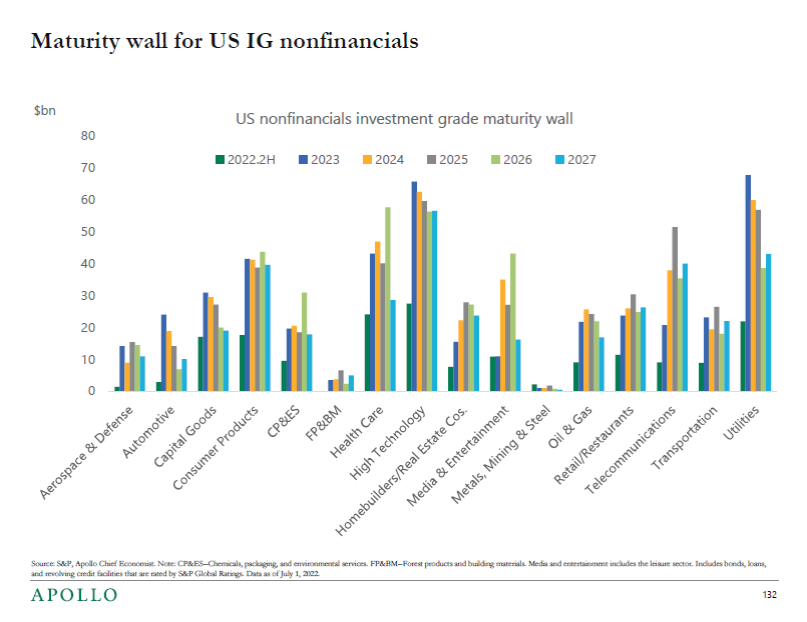 Maturity wall for US IG nonfinancials
$bn
US nonfinancials investment grade maturity wall
80
2022.2H 2023 2024 2025 2026 2027
70
60
50
40
30
20
10
0
Aerospace & Defense
Automotive
Capital Goods
Consumer Products
CP&ES
FP&BM
Health Care
High Technology
Homebuilders/Real Estate Cos.
Media & Entertainment
Metals, Mining & Steel
Oil & Gas
Retail/Restaurants
Telecommunications
Transportation
Utilities
Source: S&P, Apollo Chief Economist. Note: CP&ES—Chemicals, packaging, and environmental services. FP&BM—Forest products and building materials. Media and entertainment includes the leisure sector. Includes bonds, loans,
and revolving credit facilities that are rated by S&P Global Ratings. Data as of July 1, 2022.
APOLLO
132